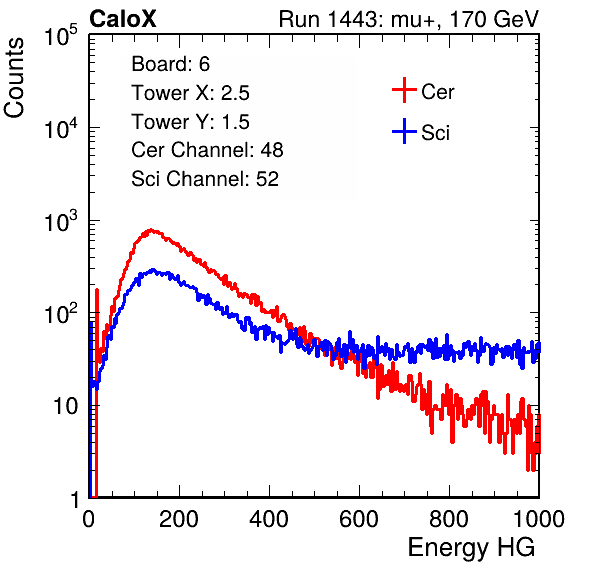 CaloX Run 1443: mu+, 170 GeV
Board: 6
Tower X: 2.5
Tower Y: 1.5
Cer Channel: 48
Sci Channel: 52
Cer
Sci
Counts
10^5
10^4
10^3
10^2
10
1
0 200 400 600 800 1000
Energy HG